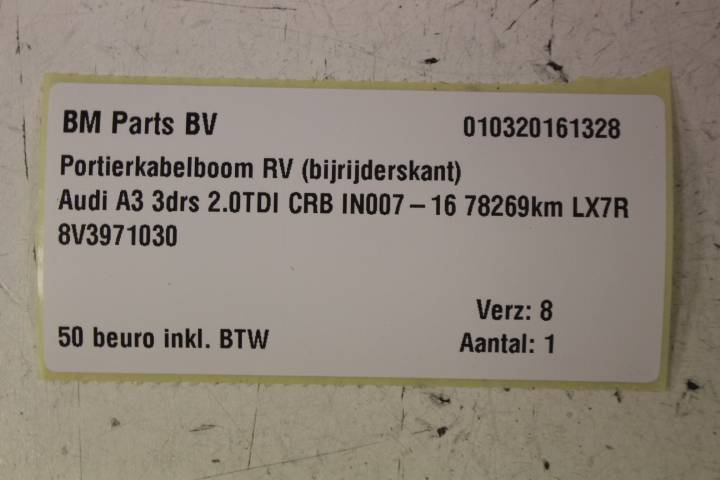 BM Parts BV 010320161328
Portierkabelboom RV (bijrijderskant)
Audi A3 3drs 2.0TDI CRB IN007 – 16 78269km LX7R
8V3971030
Verz: 8
50 beuro inkl. BTW Aantal: 1